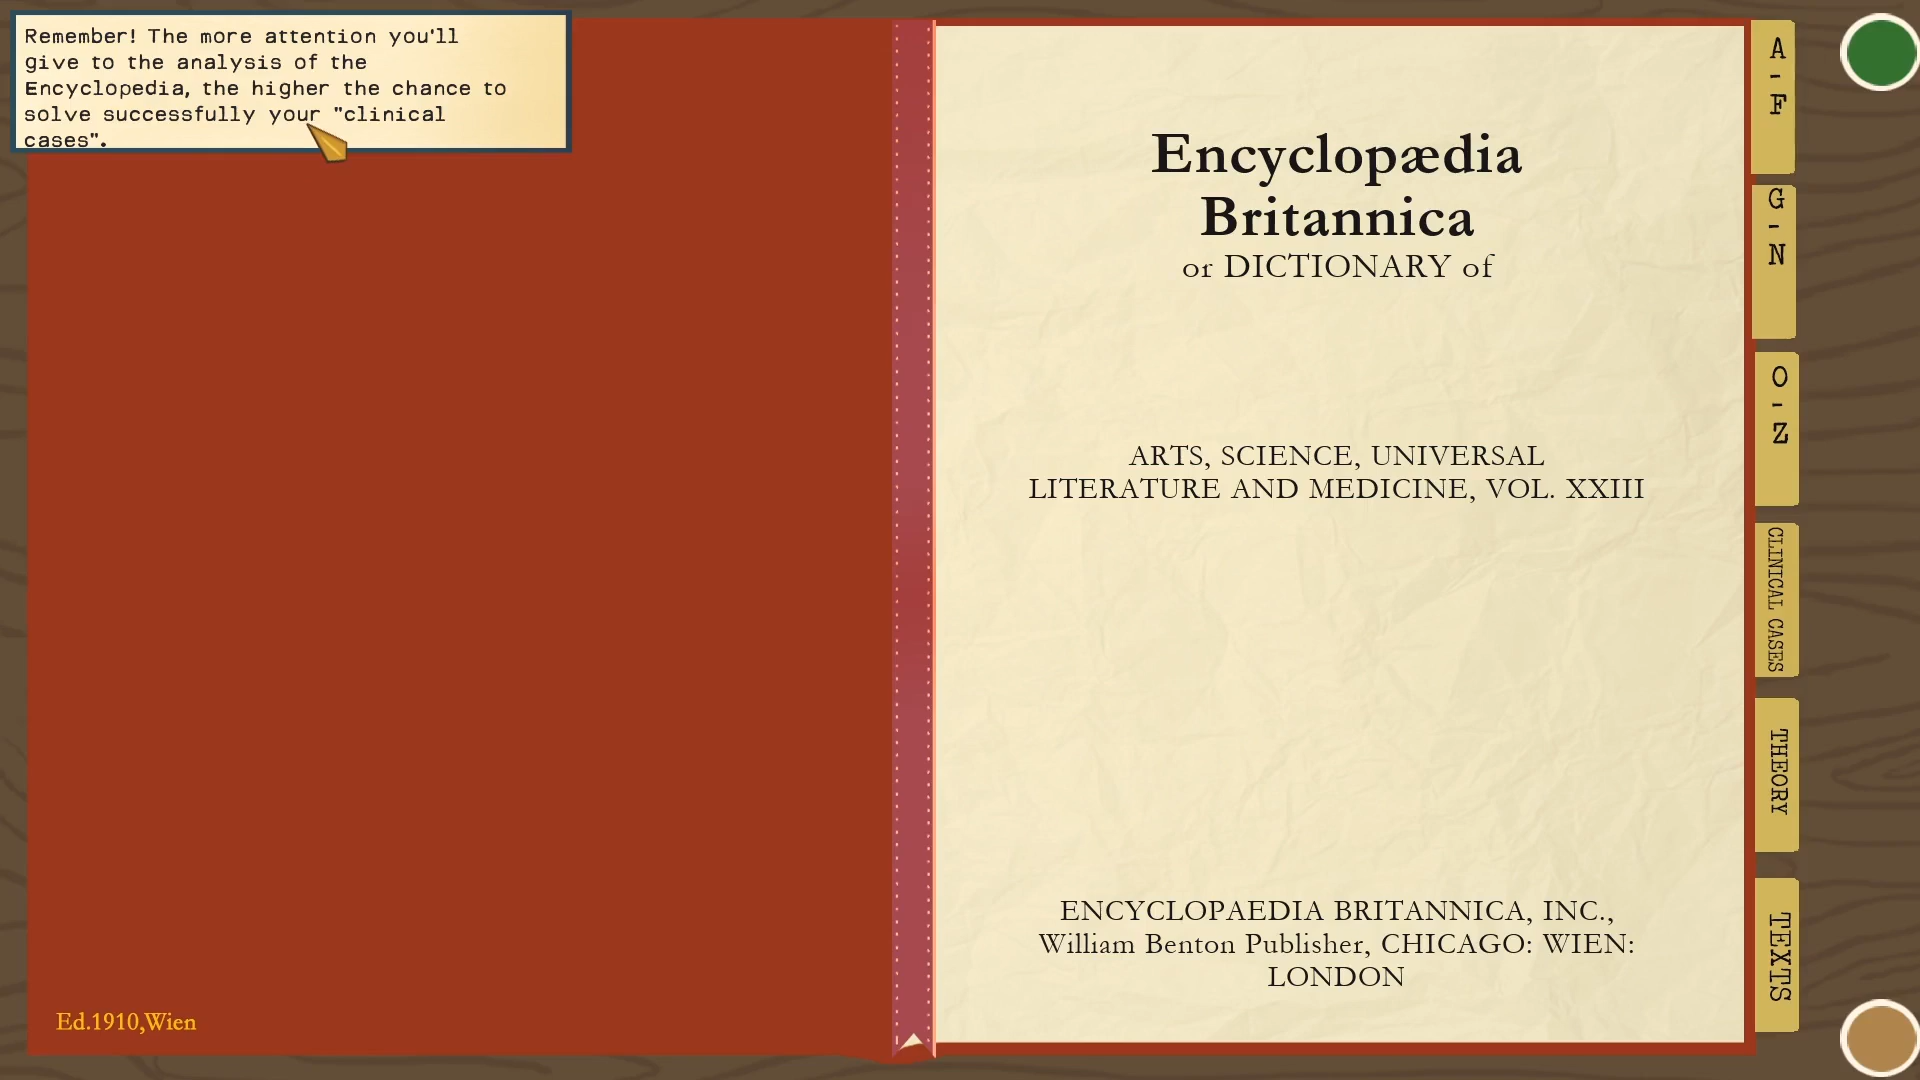 Remember! The more attention you'll
give to the analysis of the
Encyclopedia, the higher the chance to
solve successfully your "clinical
cases".
Encyclopædia
Britannica
or DICTIONARY of
ARTS, SCIENCE, UNIVERSAL
LITERATURE AND MEDICINE, VOL. XXIII
ENCYCLOPAEDIA BRITANNICA, INC.,
William Benton Publisher, CHICAGO: WIEN:
LONDON
Ed.1910,Wien
A - F
G - N
O - Z
CLINICAL CASES
THEORY
TEXTS